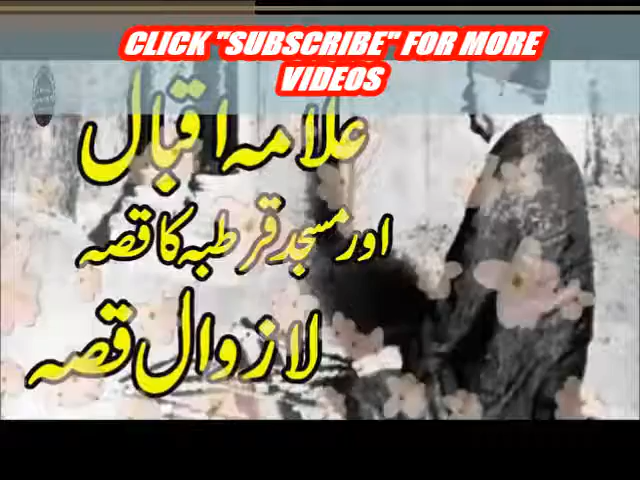 CLICK "SUBSCRIBE" FOR MORE
VIDEOS
علامہ اقبال
اور مسجد قرطبہ کا قصہ
لازوال قصہ